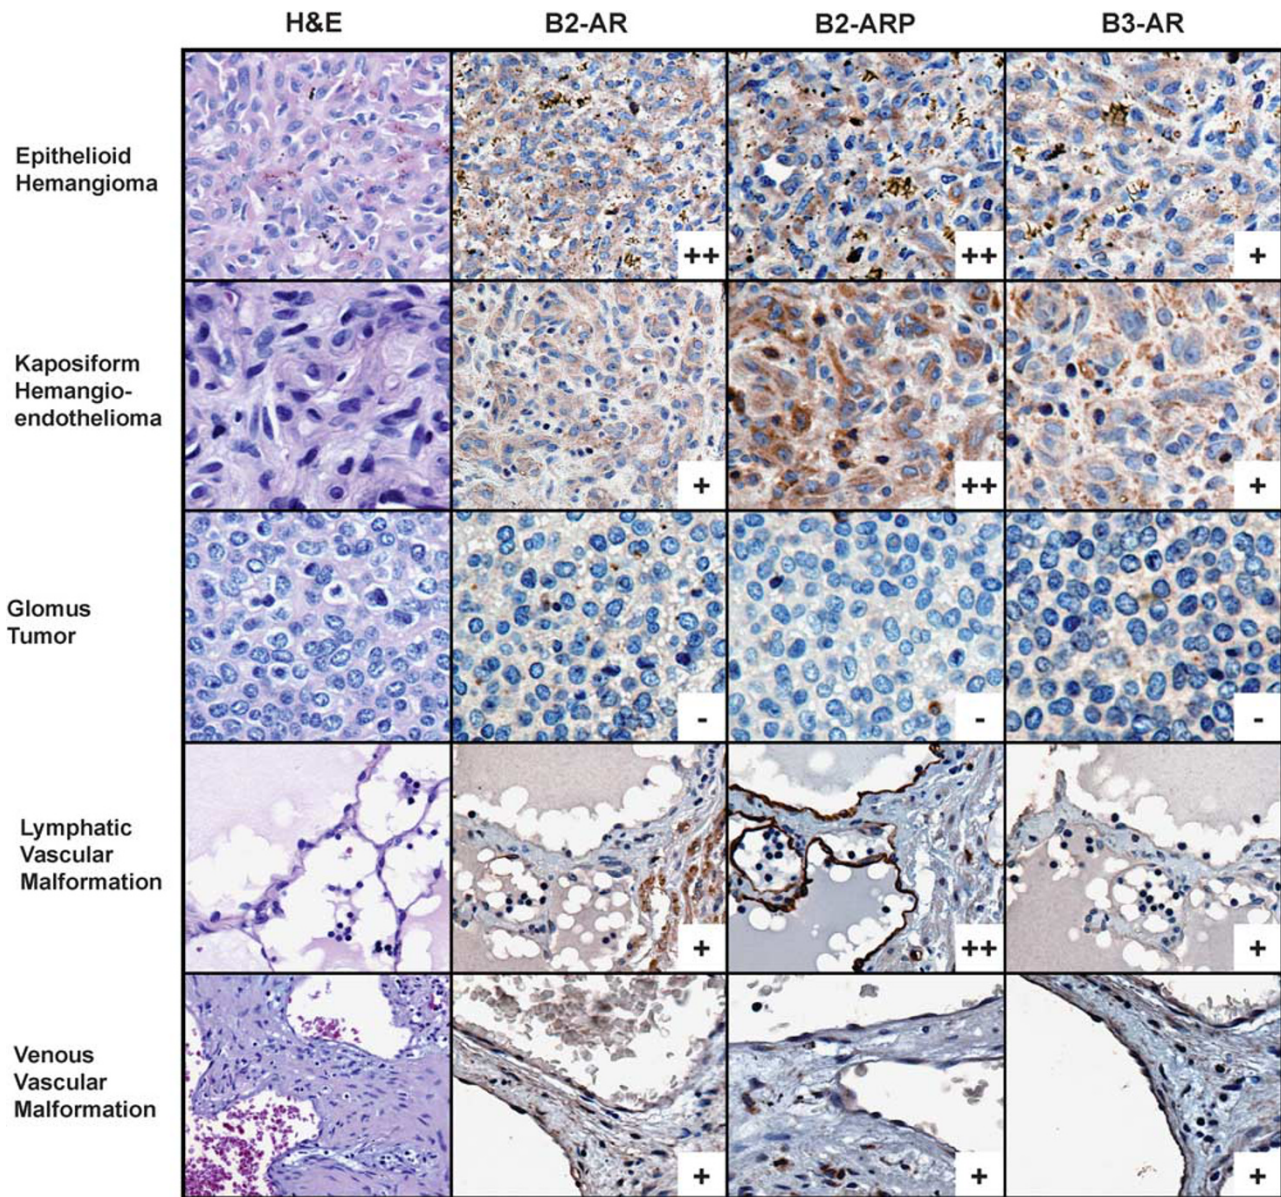 H&E B2-AR B2-ARP B3-AR
Epithelioid
Hemangioma
++ ++ +
Kaposiform
Hemangio-
endothelioma
+ ++ +
Glomus
Tumor
- - -
Lymphatic
Vascular
Malformation
+ ++ +
Venous
Vascular
Malformation
+ + +